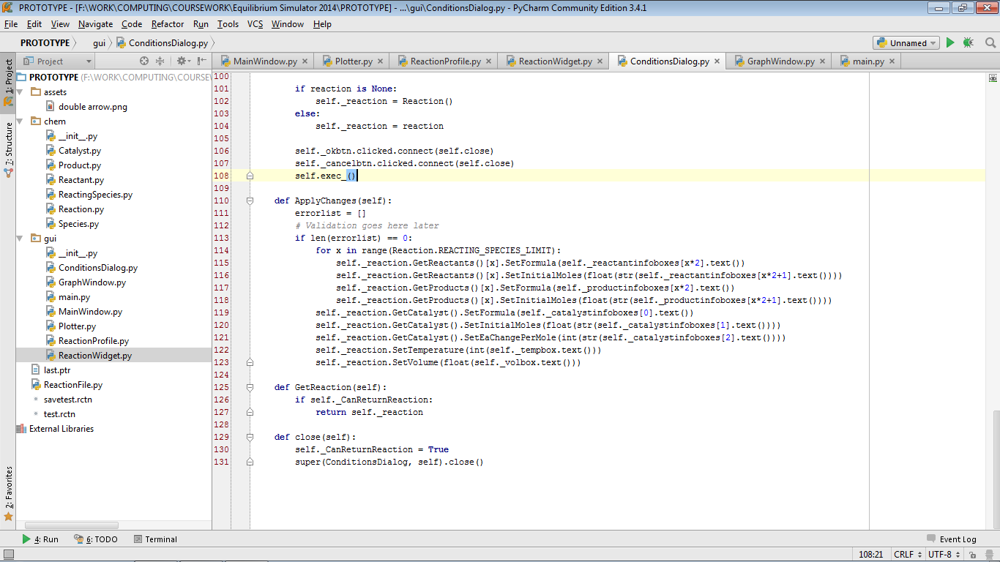 PROTOTYPE - [F:\WORK\COMPUTING\COURSEWORK\Equilibrium Simulator 2014\PROTOTYPE] - ...\gui\ConditionsDialog.py - PyCharm Community Edition 3.4.1
File Edit View Navigate Code Refactor Run Tools VCS Window Help
PROTOTYPE gui ConditionsDialog.py Unnamed
1: Project
7: Structure
2: Favorites
Project
PROTOTYPE (F:\WORK\COMPUTING\COURSEW
assets
double arrow.png
chem
__init__.py
Catalyst.py
Product.py
Reactant.py
ReactingSpecies.py
Reaction.py
Species.py
gui
__init__.py
ConditionsDialog.py
GraphWindow.py
main.py
MainWindow.py
Plotter.py
ReactionProfile.py
ReactionWidget.py
last.ptr
ReactionFile.py
savetest.rctn
test.rctn
External Libraries
MainWindow.py Plotter.py ReactionProfile.py ReactionWidget.py ConditionsDialog.py GraphWindow.py main.py
100
101 if reaction is None:
102 self._reaction = Reaction()
103 else:
104 self._reaction = reaction
105
106 self._okbtn.clicked.connect(self.close)
107 self._cancelbtn.clicked.connect(self.close)
108 self.exec_()
109
110 def ApplyChanges(self):
111 errorlist = []
112 # Validation goes here later
113 if len(errorlist) == 0:
114 for x in range(Reaction.REACTING_SPECIES_LIMIT):
115 self._reaction.GetReactants()[x].SetFormula(self._reactantinfoboxes[x*2].text())
116 self._reaction.GetReactants()[x].SetInitialMoles(float(str(self._reactantinfoboxes[x*2+1].text())))
117 self._reaction.GetProducts()[x].SetFormula(self._productinfoboxes[x*2].text())
118 self._reaction.GetProducts()[x].SetInitialMoles(float(str(self._productinfoboxes[x*2+1].text())))
119 self._reaction.GetCatalyst().SetFormula(self._catalystinfoboxes[0].text())
120 self._reaction.GetCatalyst().SetInitialMoles(float(str(self._catalystinfoboxes[1].text())))
121 self._reaction.GetCatalyst().SetEaChangePerMole(int(str(self._catalystinfoboxes[2].text())))
122 self._reaction.SetTemperature(int(self._tempbox.text()))
123 self._reaction.SetVolume(float(self._volbox.text()))
124
125 def GetReaction(self):
126 if self._CanReturnReaction:
127 return self._reaction
128
129 def close(self):
130 self._CanReturnReaction = True
131 super(ConditionsDialog, self).close()
4: Run 6: TODO Terminal Event Log
108:21 CRLF UTF-8